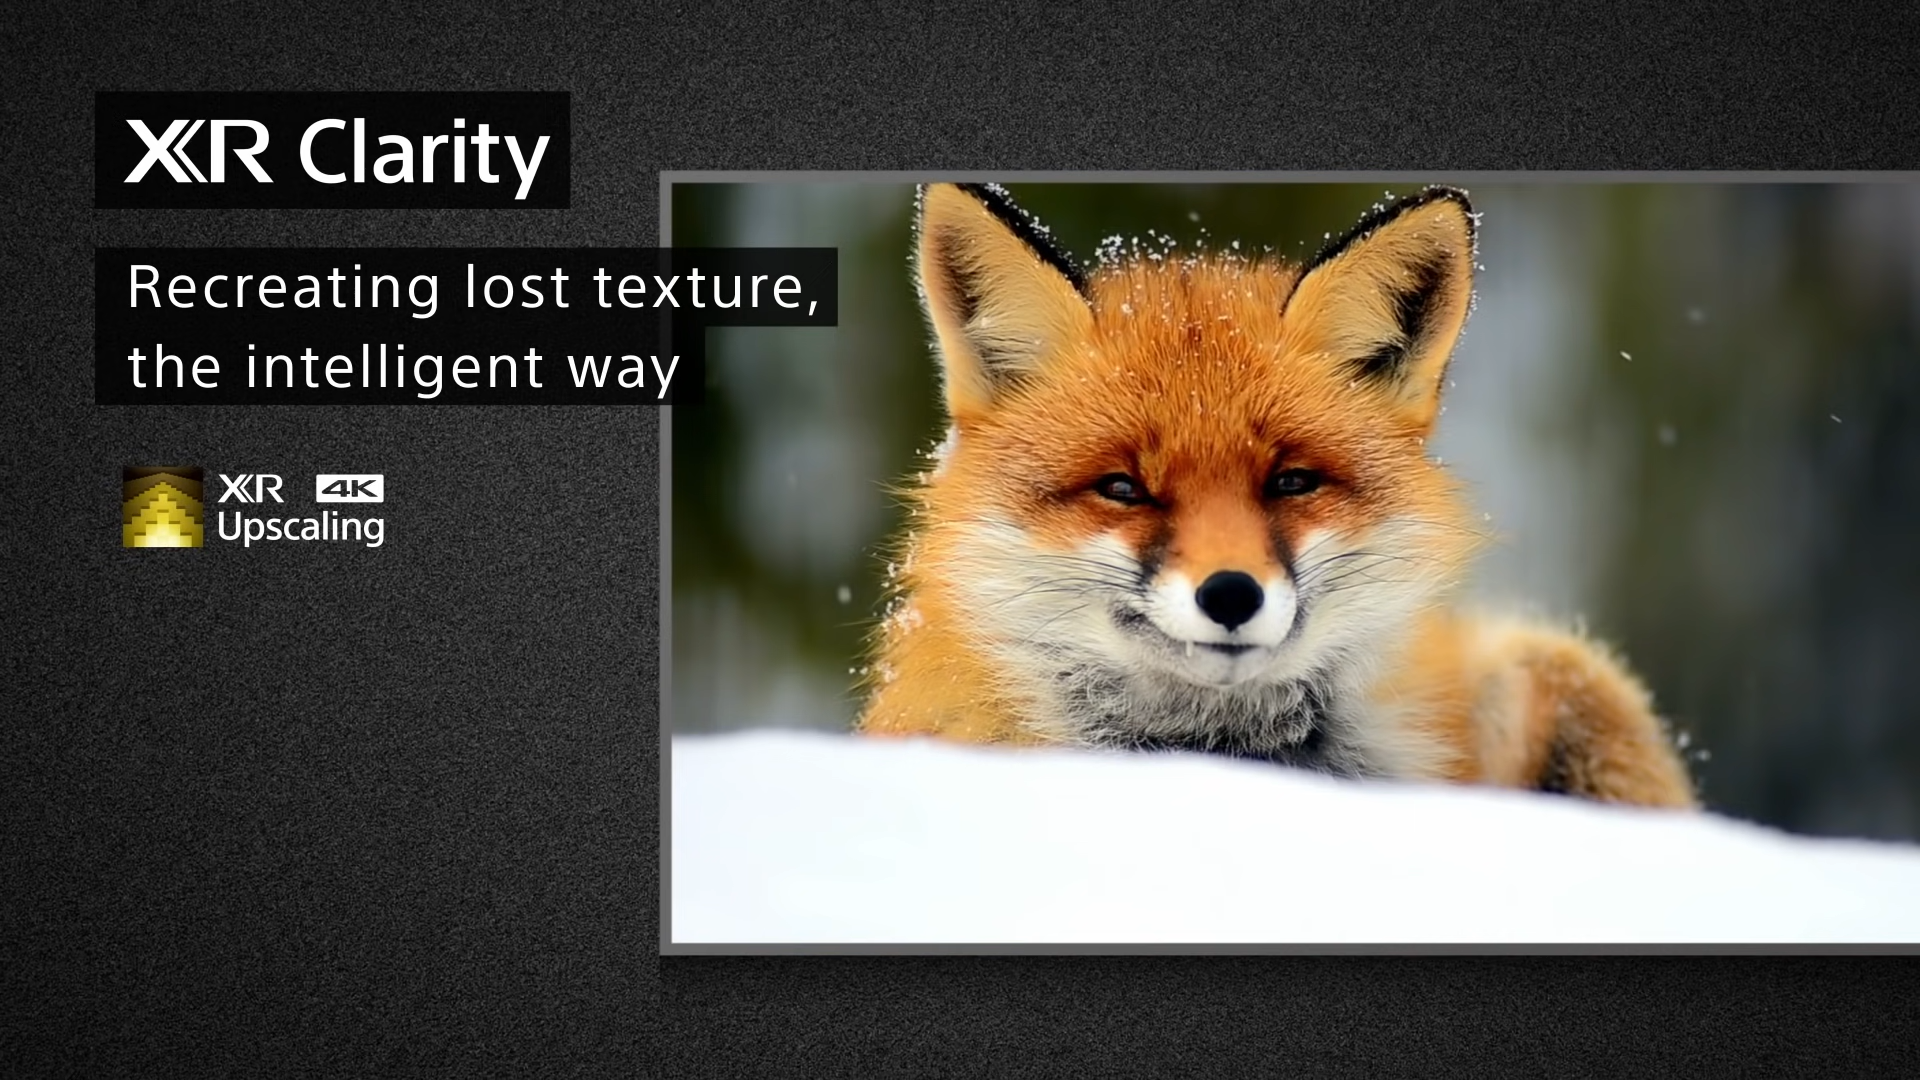 XR Clarity
Recreating lost texture,
the intelligent way
XR 4K
Upscaling